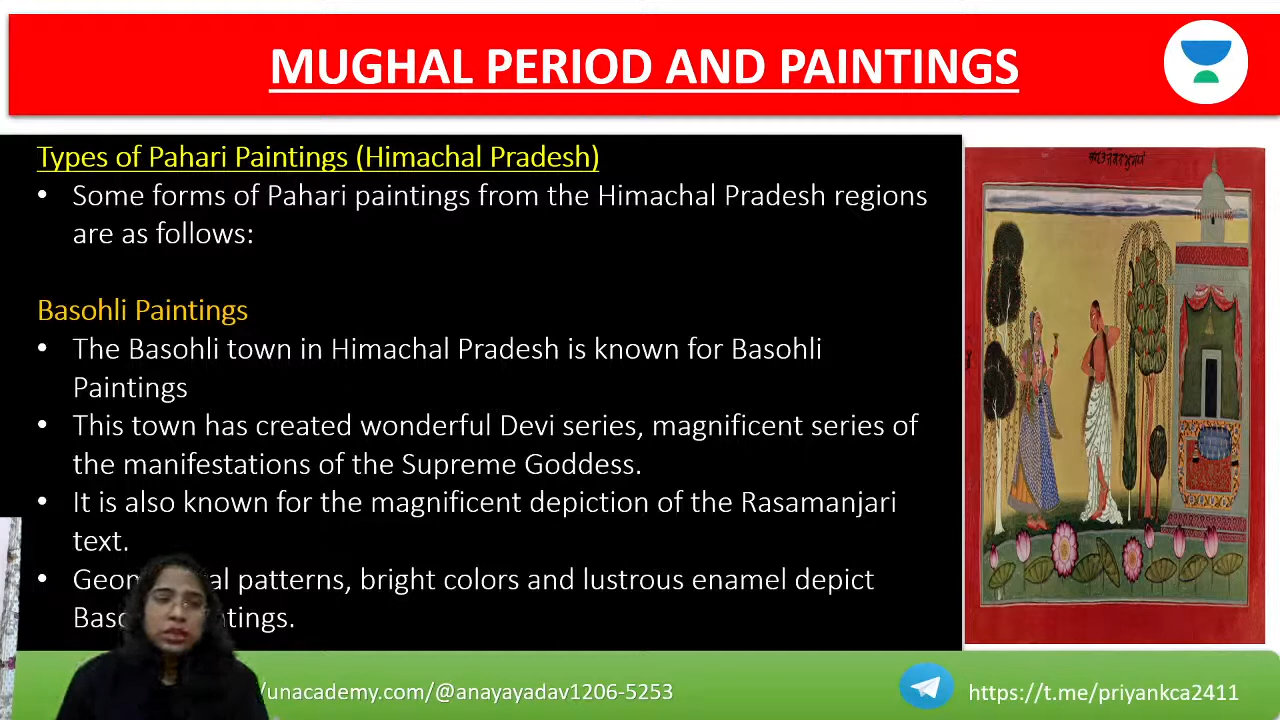 MUGHAL PERIOD AND PAINTINGS
Types of Pahari Paintings (Himachal Pradesh)
• Some forms of Pahari paintings from the Himachal Pradesh regions
are as follows:
Basohli Paintings
• The Basohli town in Himachal Pradesh is known for Basohli
Paintings
• This town has created wonderful Devi series, magnificent series of
the manifestations of the Supreme Goddess.
• It is also known for the magnificent depiction of the Rasamanjari
text.
• patterns, bright colors and lustrous enamel depict
/unacademy.com/@anayayadav1206-5253
https://t.me/priyankca2411